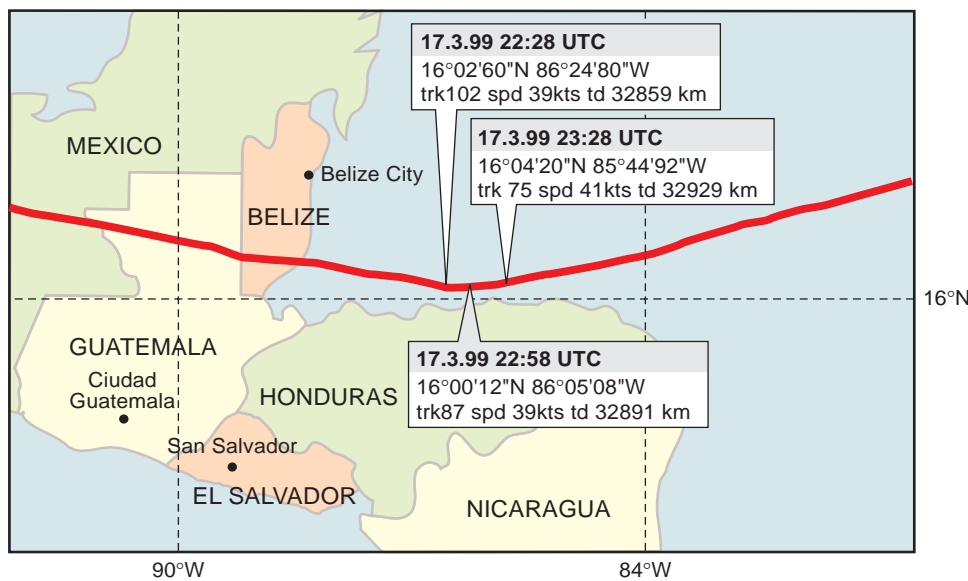 17.3.99 22:28 UTC
16°02'60"N 86°24'80"W
trk102 spd 39kts td 32859 km
17.3.99 23:28 UTC
16°04'20"N 85°44'92"W
trk 75 spd 41kts td 32929 km
MEXICO
Belize City
BELIZE
16°N
GUATEMALA
Ciudad
Guatemala
17.3.99 22:58 UTC
16°00'12"N 86°05'08"W
trk87 spd 39kts td 32891 km
HONDURAS
San Salvador
EL SALVADOR
NICARAGUA
90°W
84°W